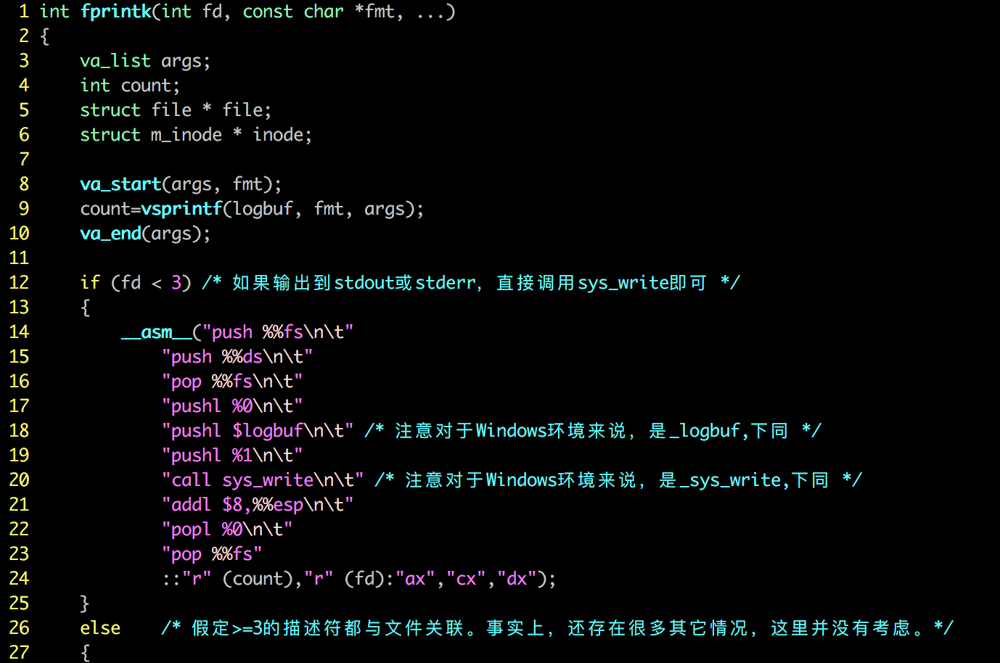 1 int fprintk(int fd, const char *fmt, ...)
2 {
3     va_list args;
4     int count;
5     struct file * file;
6     struct m_inode * inode;
7
8     va_start(args, fmt);
9     count=vsprintf(logbuf, fmt, args);
10     va_end(args);
11
12     if (fd < 3) /* 如果输出到stdout或stderr，直接调用sys_write即可 */
13     {
14         __asm__("push %%fs\n\t"
15             "push %%ds\n\t"
16             "pop %%fs\n\t"
17             "pushl %0\n\t"
18             "pushl $logbuf\n\t" /* 注意对于Windows环境来说，是_logbuf,下同 */
19             "pushl %1\n\t"
20             "call sys_write\n\t" /* 注意对于Windows环境来说，是_sys_write,下同 */
21             "addl $8,%%esp\n\t"
22             "popl %0\n\t"
23             "pop %%fs"
24             ::"r" (count),"r" (fd):"ax","cx","dx");
25     }
26     else    /* 假定>=3的描述符都与文件关联。事实上，还存在很多其它情况，这里并没有考虑。*/
27     {